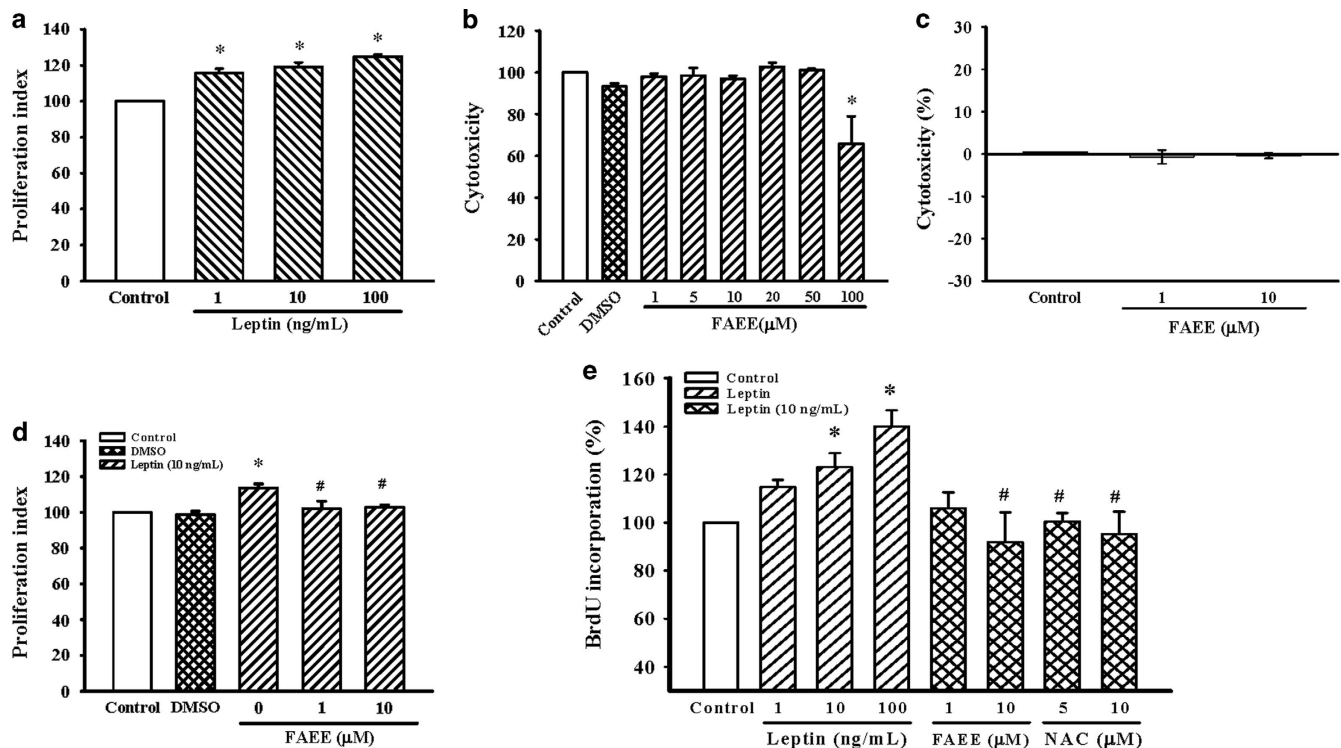 a
Proliferation index
140
120
100
80
60
40
20
0
* * *
Control 1 10 100
Leptin (ng/mL)
b
Cytotoxicity
120
100
80
60
40
20
0
*
Control DMSO 1 5 10 20 50 100
FAEE(μM)
c
Cytotoxicity (%)
30
20
10
0
-10
-20
-30
Control 1 10
FAEE (μM)
d
Proliferation index
140
120
100
80
60
40
20
0
Control
DMSO
Leptin (10 ng/mL)
* # #
Control DMSO 0 1 10
FAEE (μM)
e
BrdU incorporation (%)
160
140
120
100
80
60
40
Control
Leptin
Leptin (10 ng/mL)
* * # # #
Control 1 10 100 1 10 5 10
Leptin (ng/mL) FAEE (μM) NAC (μM)